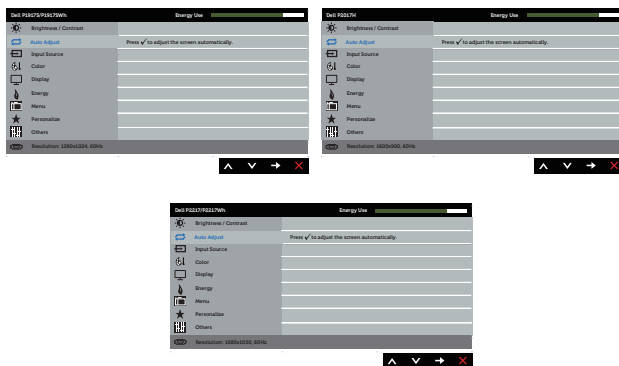 Dell P1917S/P1917SWh Energy Use
Brightness / Contrast
Auto Adjust Press ✓ to adjust the screen automatically.
Input Source
Color
Display
Energy
Menu
Personalize
Others
Resolution: 1280x1024, 60Hz
Dell P2017H Energy Use
Brightness / Contrast
Auto Adjust Press ✓ to adjust the screen automatically.
Input Source
Color
Display
Energy
Menu
Personalize
Others
Resolution: 1600x900, 60Hz
Dell P2217/P2217Wh Energy Use
Brightness / Contrast
Auto Adjust Press ✓ to adjust the screen automatically.
Input Source
Color
Display
Energy
Menu
Personalize
Others
Resolution: 1680x1050, 60Hz